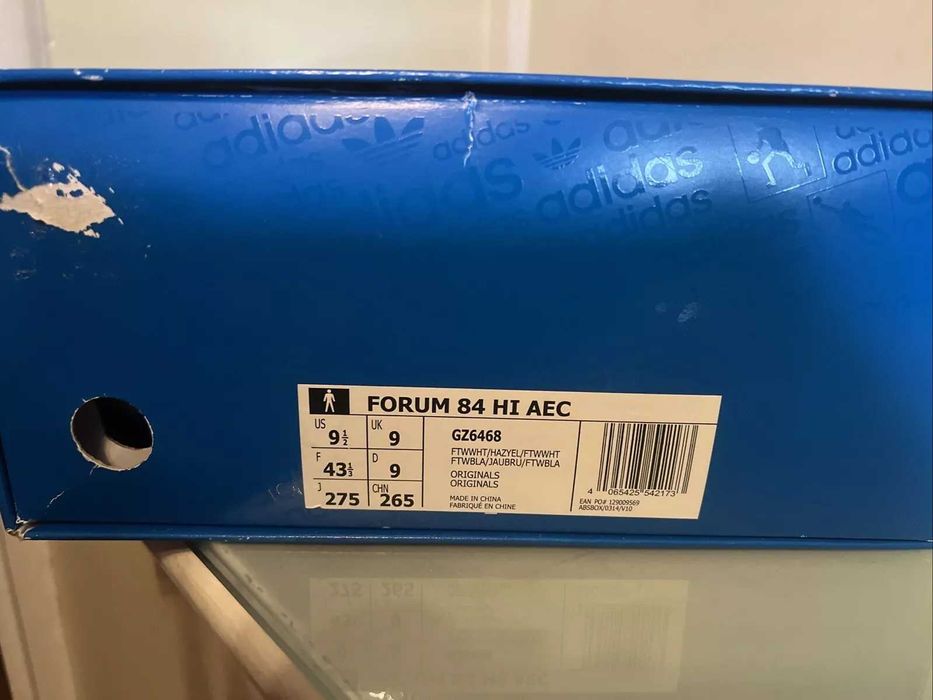 adidas
adidas
adidas
FORUM 84 HI AEC
US 9½
UK 9
F 43⅓
D 9
J 275
CHN 265
GZ6468
FTWWHT/HAZYEL/FTWWHT
FTWBLA/JAUBRU/FTWBLA
ORIGINALS
ORIGINALS
MADE IN CHINA
FABRIQUÉ EN CHINE
4 065425 542173
EAN PO# 129009569
ABSBOX/0314/V10